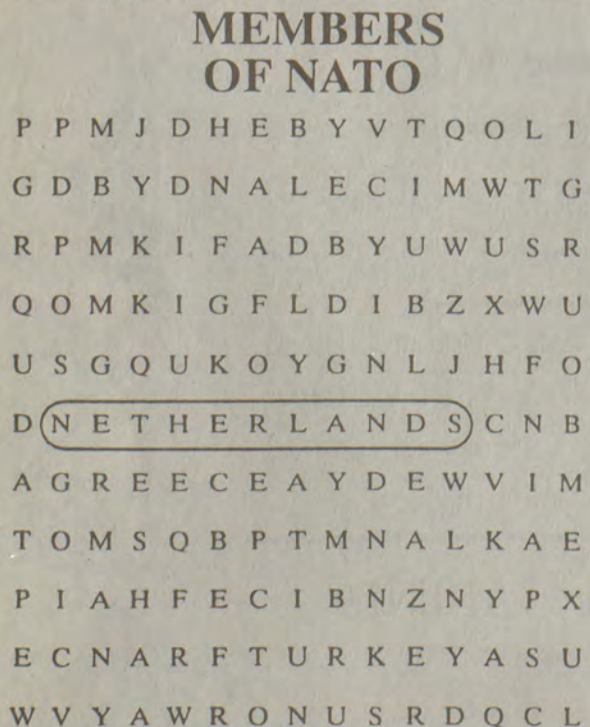 MEMBERS
OF NATO
P P M J D H E B Y V T Q O L I
G D B Y D N A L E C I M W T G
R P M K I F A D B Y U W U S R
Q O M K I G F L D I B Z X W U
U S G Q U K O Y G N L J H F O
D N E T H E R L A N D S C N B
A G R E E C E A Y D E W V I M
T O M S Q B P T M N A L K A E
P I A H F E C I B N Z N Y P X
E C N A R F T U R K E Y A S U
W V Y A W R O N U S R D Q C L